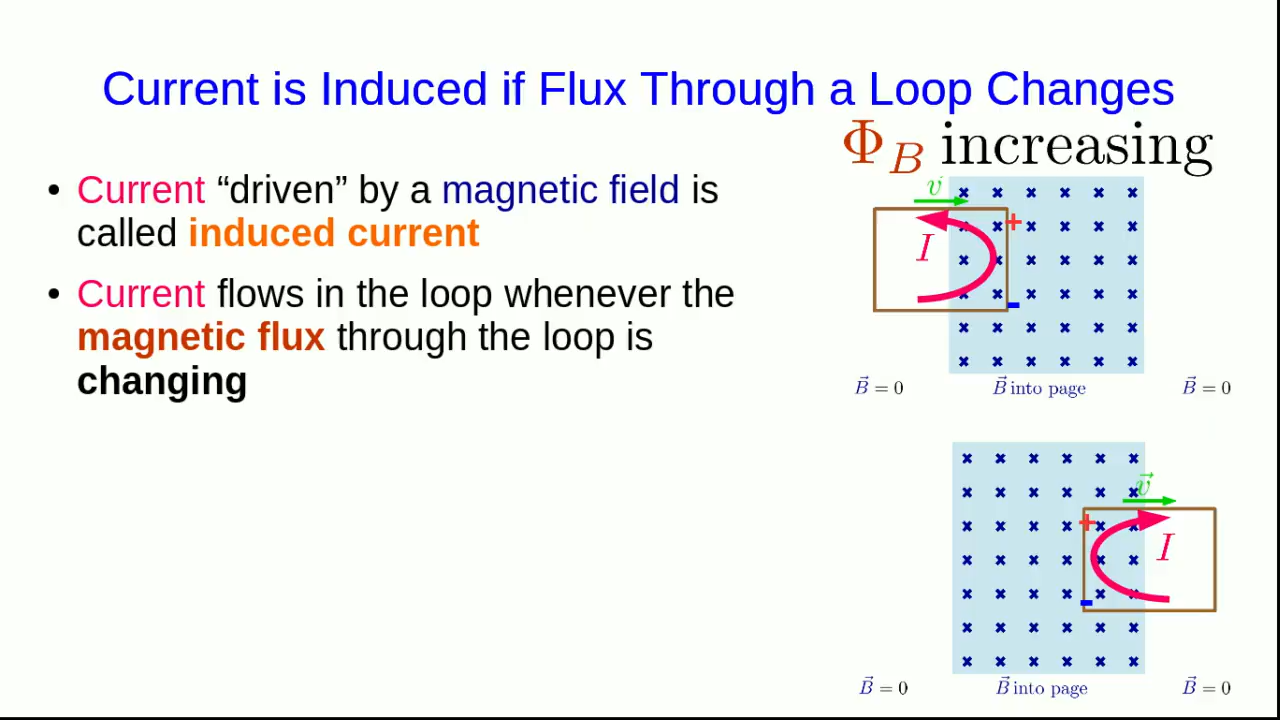 Current is Induced if Flux Through a Loop Changes
Φ_B increasing
• Current “driven” by a magnetic field is
called induced current
• Current flows in the loop whenever the
magnetic flux through the loop is
changing
v⃗
+
I
-
B⃗ = 0
B⃗ into page
B⃗ = 0
v⃗
+
I
-
B⃗ = 0
B⃗ into page
B⃗ = 0